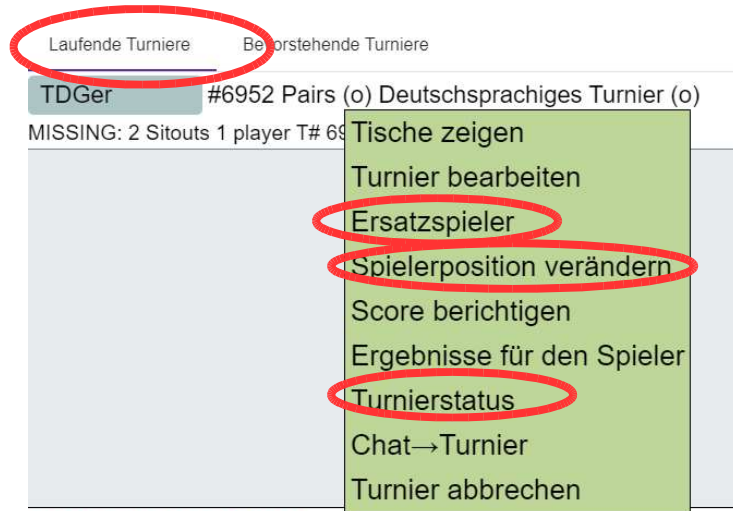 Laufende Turniere Bevorstehende Turniere
TDGer #6952 Pairs (o) Deutschsprachiges Turnier (o)
MISSING: 2 Sitouts 1 player T# 69
Tische zeigen
Turnier bearbeiten
Ersatzspieler
Spielerposition verändern
Score berichtigen
Ergebnisse für den Spieler
Turnierstatus
Chat→Turnier
Turnier abbrechen